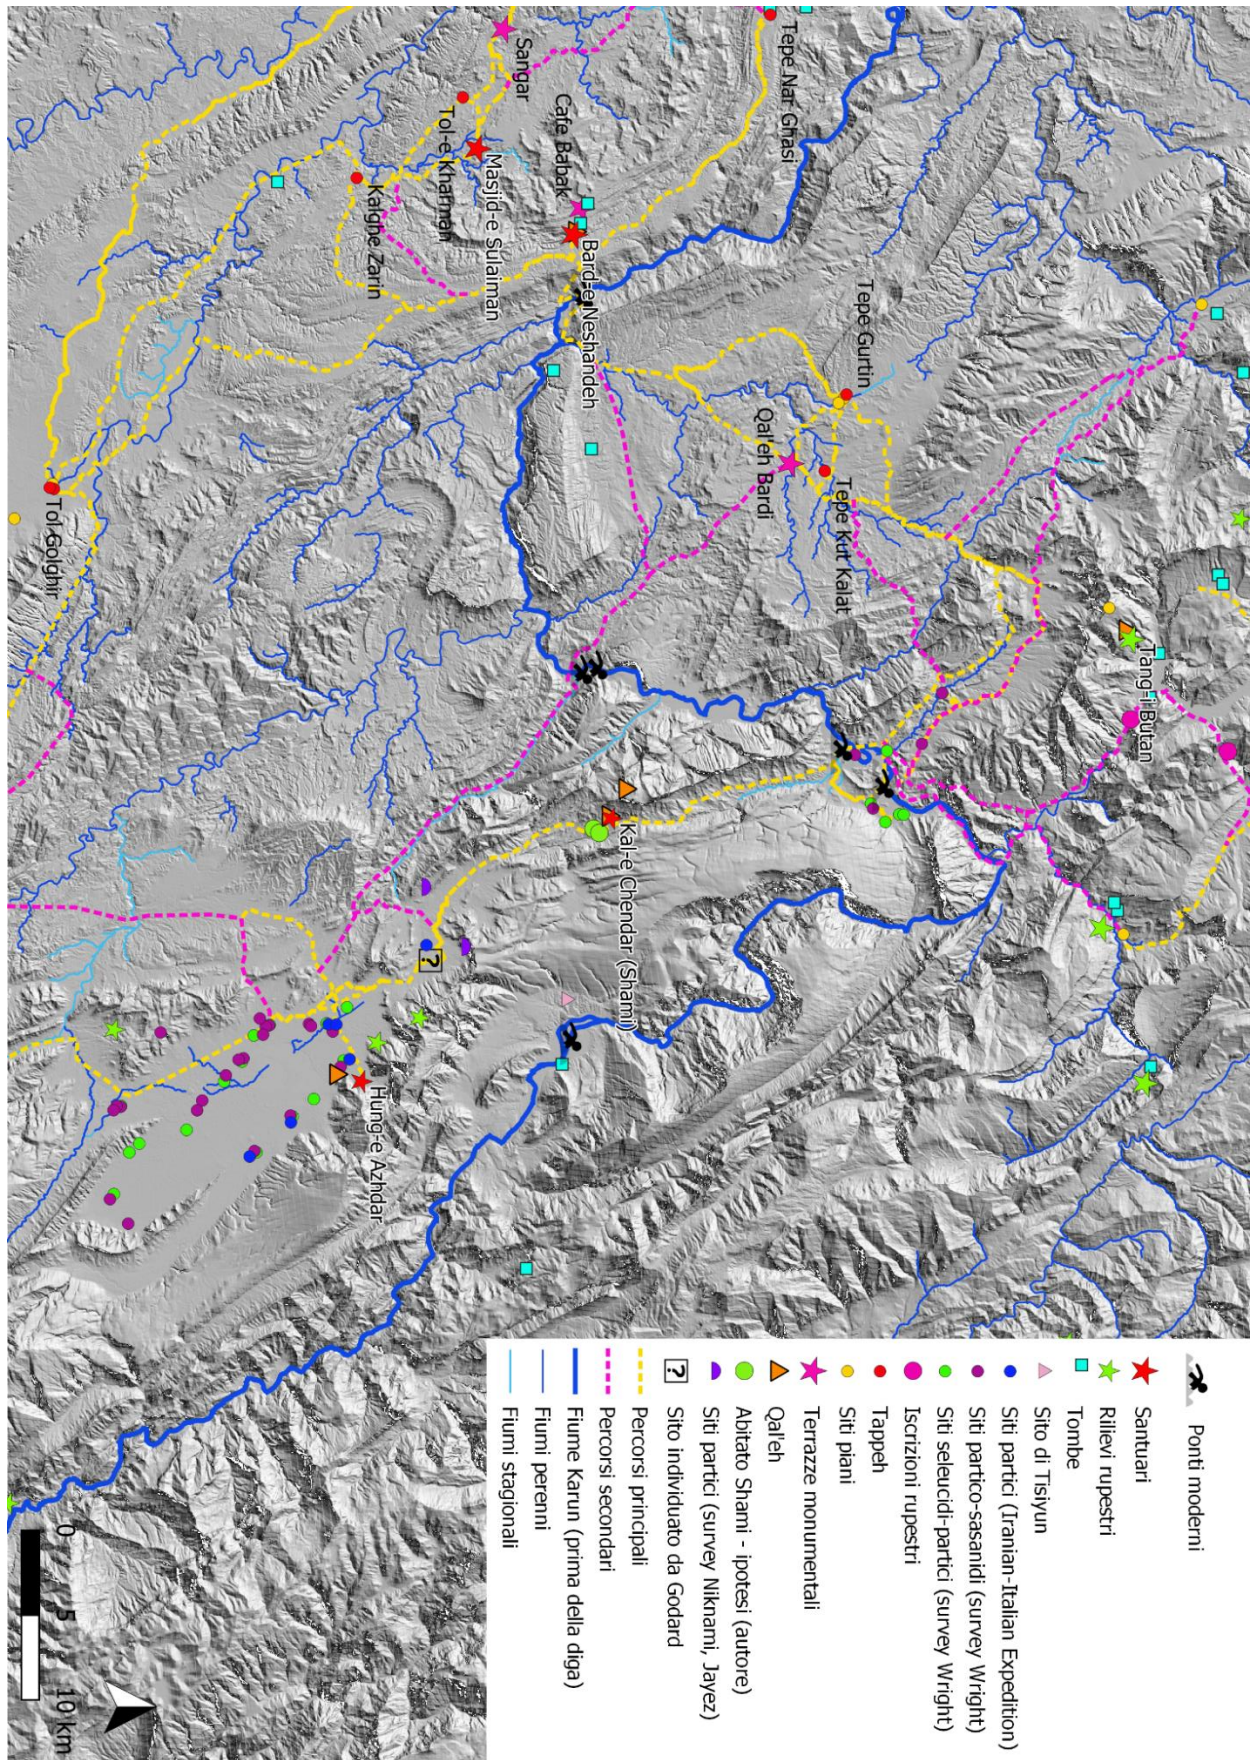 Sangar
Tepe Nar Ghasi
Cafe Babak
Masjid-e Sulaiman
Tol-e Kharman
Kalghe Zarin
Bard-e Neshandeh
Tepe Gurtin
Qal'eh Bardi
Tepe Kut Kalat
Tol Golghir
Tang-i Butan
Kal-e Chendar (Shami)
?
Hung-e Azhdar
Ponti moderni
Santuari
Rilievi rupestri
Tombe
Sito di Tisiyun
Siti partici (Iranian-Italian Expedition)
Siti partico-sasanidi (survey Wright)
Siti seleucidi-partici (survey Wright)
Iscrizioni rupestri
Tappeh
Siti piani
Terrazze monumentali
Qal'eh
Abitato Shami - ipotesi (autore)
Siti partici (survey Niknami, Jayez)
? Sito individuato da Godard
Percorsi principali
Percorsi secondari
Fiume Karun (prima della diga)
Fiumi perenni
Fiumi stagionali
0 5 10 km